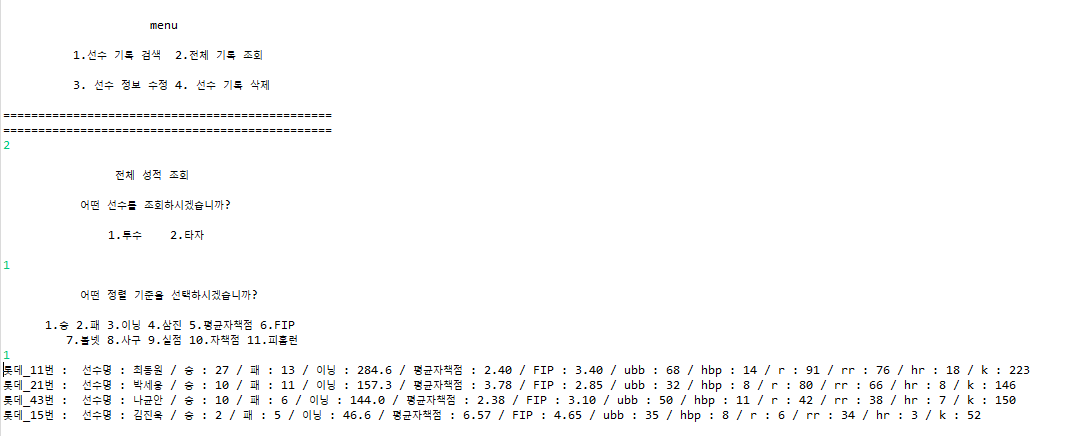 menu
1.선수 기록 검색 2.전체 기록 조회
3. 선수 정보 수정 4. 선수 기록 삭제
===============================================
===============================================
2
전체 성적 조회
어떤 선수를 조회하시겠습니까?
1.투수 2.타자
1
어떤 정렬 기준을 선택하시겠습니까?
1.승 2.패 3.이닝 4.삼진 5.평균자책점 6.FIP
7.볼넷 8.사구 9.실점 10.자책점 11.피홈런
1
롯데_11번 : 선수명 : 최동원 / 승 : 27 / 패 : 13 / 이닝 : 284.6 / 평균자책점 : 2.40 / FIP : 3.40 / ubb : 68 / hbp : 14 / r : 91 / rr : 76 / hr : 18 / k : 223
롯데_21번 : 선수명 : 박세웅 / 승 : 10 / 패 : 11 / 이닝 : 157.3 / 평균자책점 : 3.78 / FIP : 2.85 / ubb : 32 / hbp : 8 / r : 80 / rr : 66 / hr : 8 / k : 146
롯데_43번 : 선수명 : 나균안 / 승 : 10 / 패 : 6 / 이닝 : 144.0 / 평균자책점 : 2.38 / FIP : 3.10 / ubb : 50 / hbp : 11 / r : 42 / rr : 38 / hr : 7 / k : 150
롯데_15번 : 선수명 : 김진욱 / 승 : 2 / 패 : 5 / 이닝 : 46.6 / 평균자책점 : 6.57 / FIP : 4.65 / ubb : 35 / hbp : 8 / r : 6 / rr : 34 / hr : 3 / k : 52